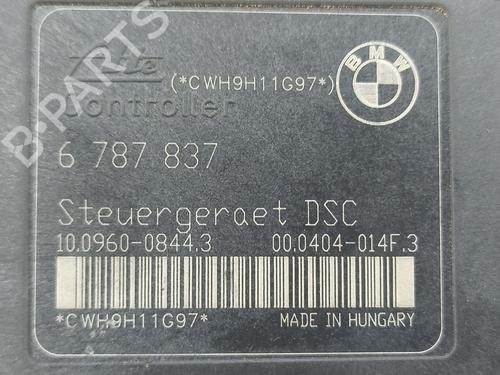 Ate
(*CWH9H11G97*)
BMW
Controller
6 787 837
Steuergeraet DSC
10.0960-0844.3 00.0404-014F.3
*CWH9H11G97* MADE IN HUNGARY
B-PARTS